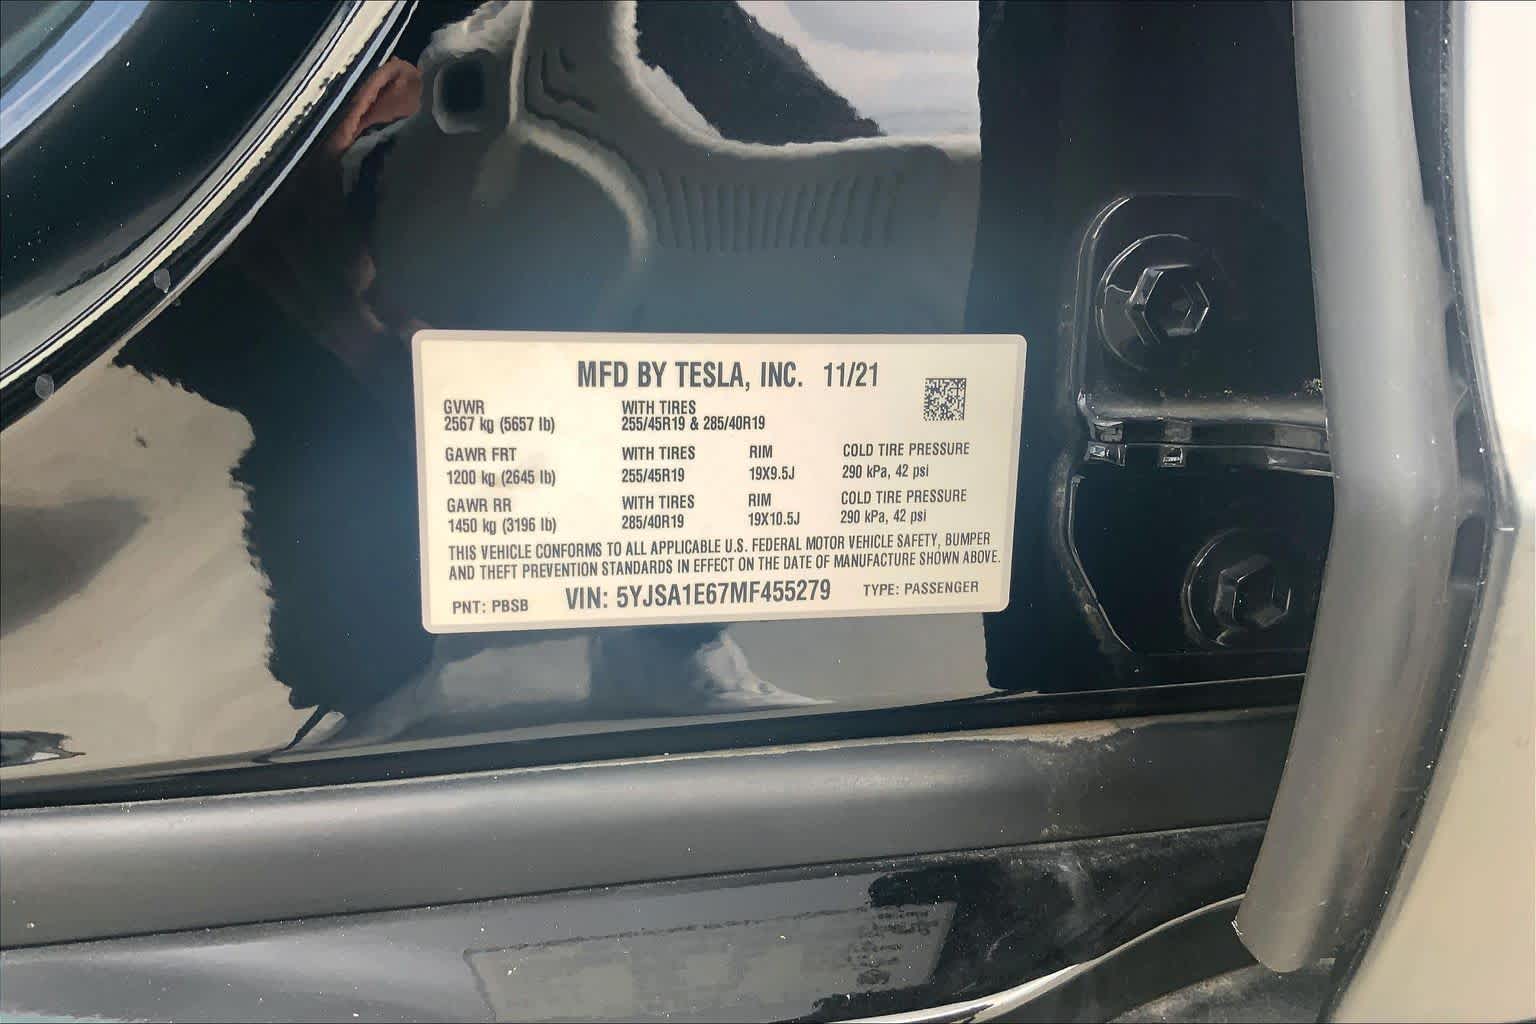 MFD BY TESLA, INC. 11/21
GVWR WITH TIRES
2567 kg (5657 lb) 255/45R19 & 285/40R19
GAWR FRT WITH TIRES RIM COLD TIRE PRESSURE
1200 kg (2645 lb) 255/45R19 19X9.5J 290 kPa, 42 psi
GAWR RR WITH TIRES RIM COLD TIRE PRESSURE
1450 kg (3196 lb) 285/40R19 19X10.5J 290 kPa, 42 psi
THIS VEHICLE CONFORMS TO ALL APPLICABLE U.S. FEDERAL MOTOR VEHICLE SAFETY, BUMPER
AND THEFT PREVENTION STANDARDS IN EFFECT ON THE DATE OF MANUFACTURE SHOWN ABOVE.
PNT: PBSB VIN: 5YJSA1E67MF455279 TYPE: PASSENGER